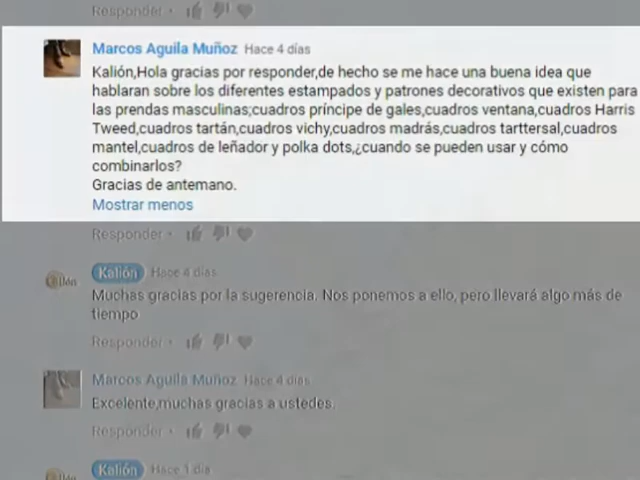 Responder •
Marcos Aguila Muñoz Hace 4 días
Kalión,Hola gracias por responder,de hecho se me hace una buena idea que
hablaran sobre los diferentes estampados y patrones decorativos que existen para
las prendas masculinas;cuadros príncipe de gales,cuadros ventana,cuadros Harris
Tweed,cuadros tartán,cuadros vichy,cuadros madrás,cuadros tarttersal,cuadros
mantel,cuadros de leñador y polka dots,¿cuando se pueden usar y cómo
combinarlos?
Gracias de antemano.
Mostrar menos
Responder •
Kalión Hace 4 días
Muchas gracias por la sugerencia. Nos ponemos a ello, pero llevará algo más de
tiempo
Responder •
Marcos Aguila Muñoz Hace 4 días
Excelente,muchas gracias a ustedes.
Responder •
Kalión Hace 1 día